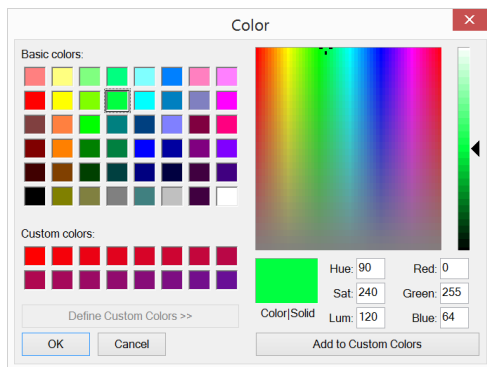 Color
Basic colors:
Custom colors:
Define Custom Colors >>
OK Cancel
Color|Solid
Hue: 90 Red: 0
Sat: 240 Green: 255
Lum: 120 Blue: 64
Add to Custom Colors